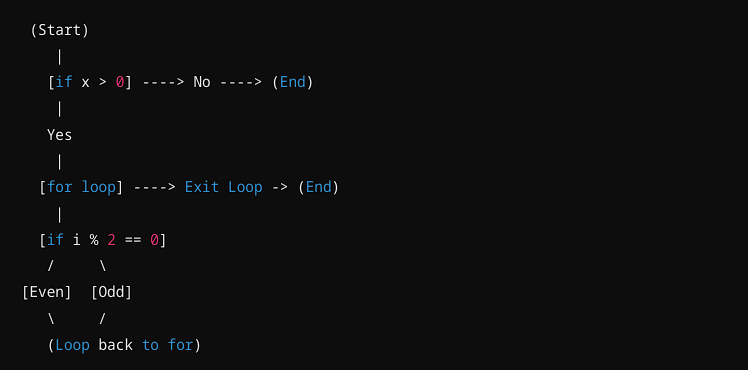 (Start)
|
[if x > 0] ----> No ----> (End)
|
Yes
|
[for loop] ----> Exit Loop -> (End)
|
[if i % 2 == 0]
/ \
[Even] [Odd]
\ /
(Loop back to for)